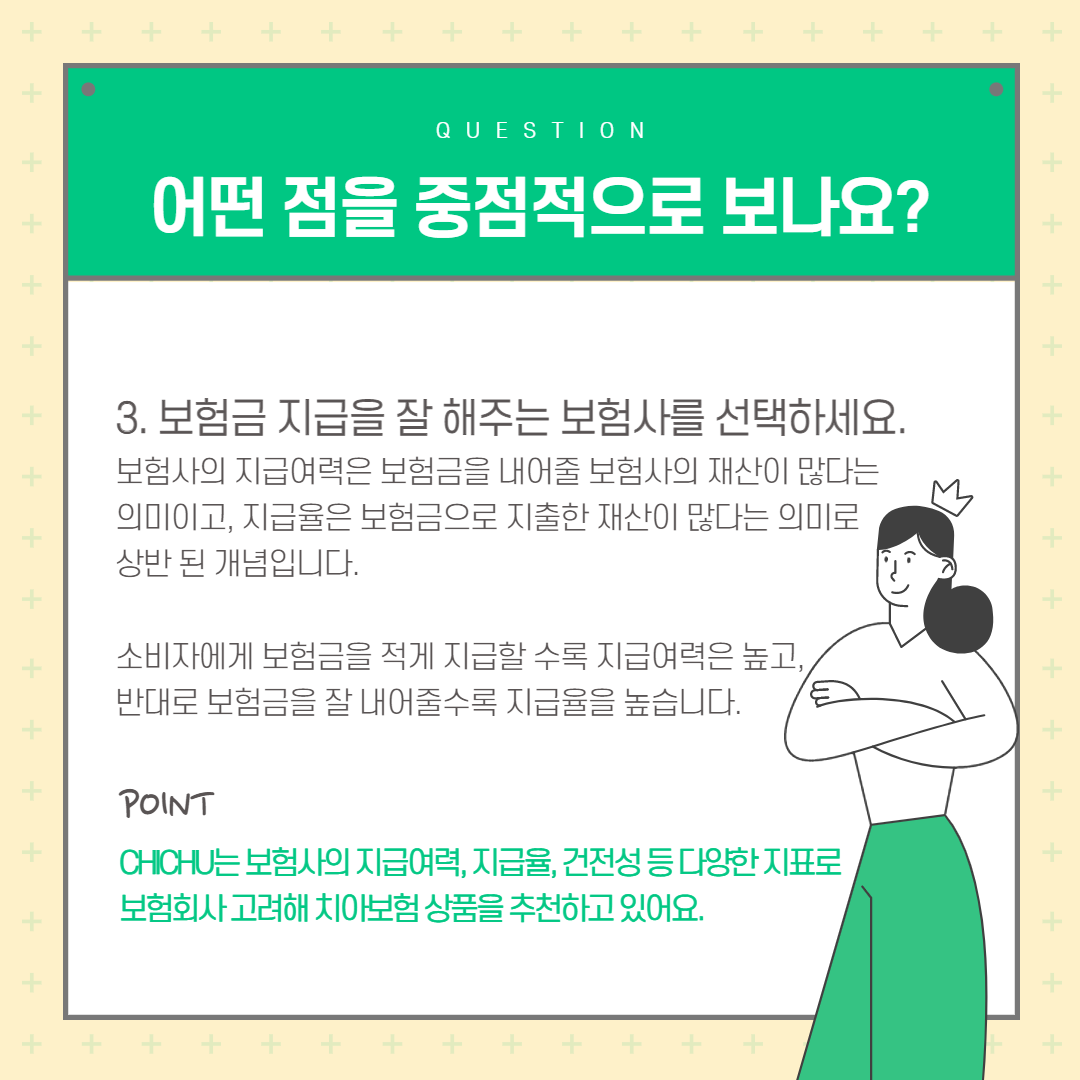 QUESTION
어떤 점을 중점적으로 보나요?
3. 보험금 지급을 잘 해주는 보험사를 선택하세요.
보험사의 지급여력은 보험금을 내어줄 보험사의 재산이 많다는
의미이고, 지급율은 보험금으로 지출한 재산이 많다는 의미로
상반 된 개념입니다.
소비자에게 보험금을 적게 지급할 수록 지급여력은 높고,
반대로 보험금을 잘 내어줄수록 지급율을 높습니다.
POINT
CHICHU는 보험사의 지급여력, 지급율, 건전성 등 다양한 지표로
보험회사 고려해 치아보험 상품을 추천하고 있어요.